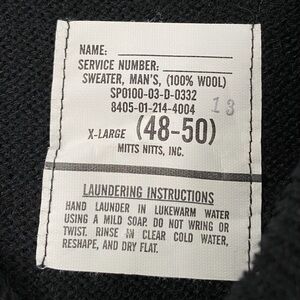 NAME:
SERVICE NUMBER:
SWEATER, MAN'S, (100% WOOL)
SP0100-03-D-0332
8405-01-214-4004 13
X-LARGE (48-50)
MITTS NITTS, INC.
LAUNDERING INSTRUCTIONS
HAND LAUNDER IN LUKEWARM WATER
USING A MILD SOAP. DO NOT WRING OR
TWIST. RINSE IN CLEAR COLD WATER,
RESHAPE, AND DRY FLAT.